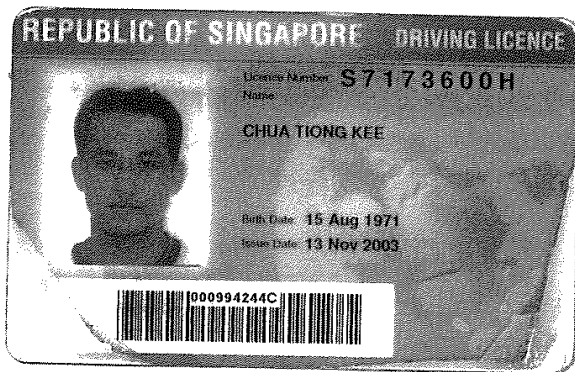 REPUBLIC OF SINGAPORE DRIVING LICENCE
Licence Number S7173600H
Name
CHUA TIONG KEE
Birth Date 15 Aug 1971
Issue Date 13 Nov 2003
000994244C